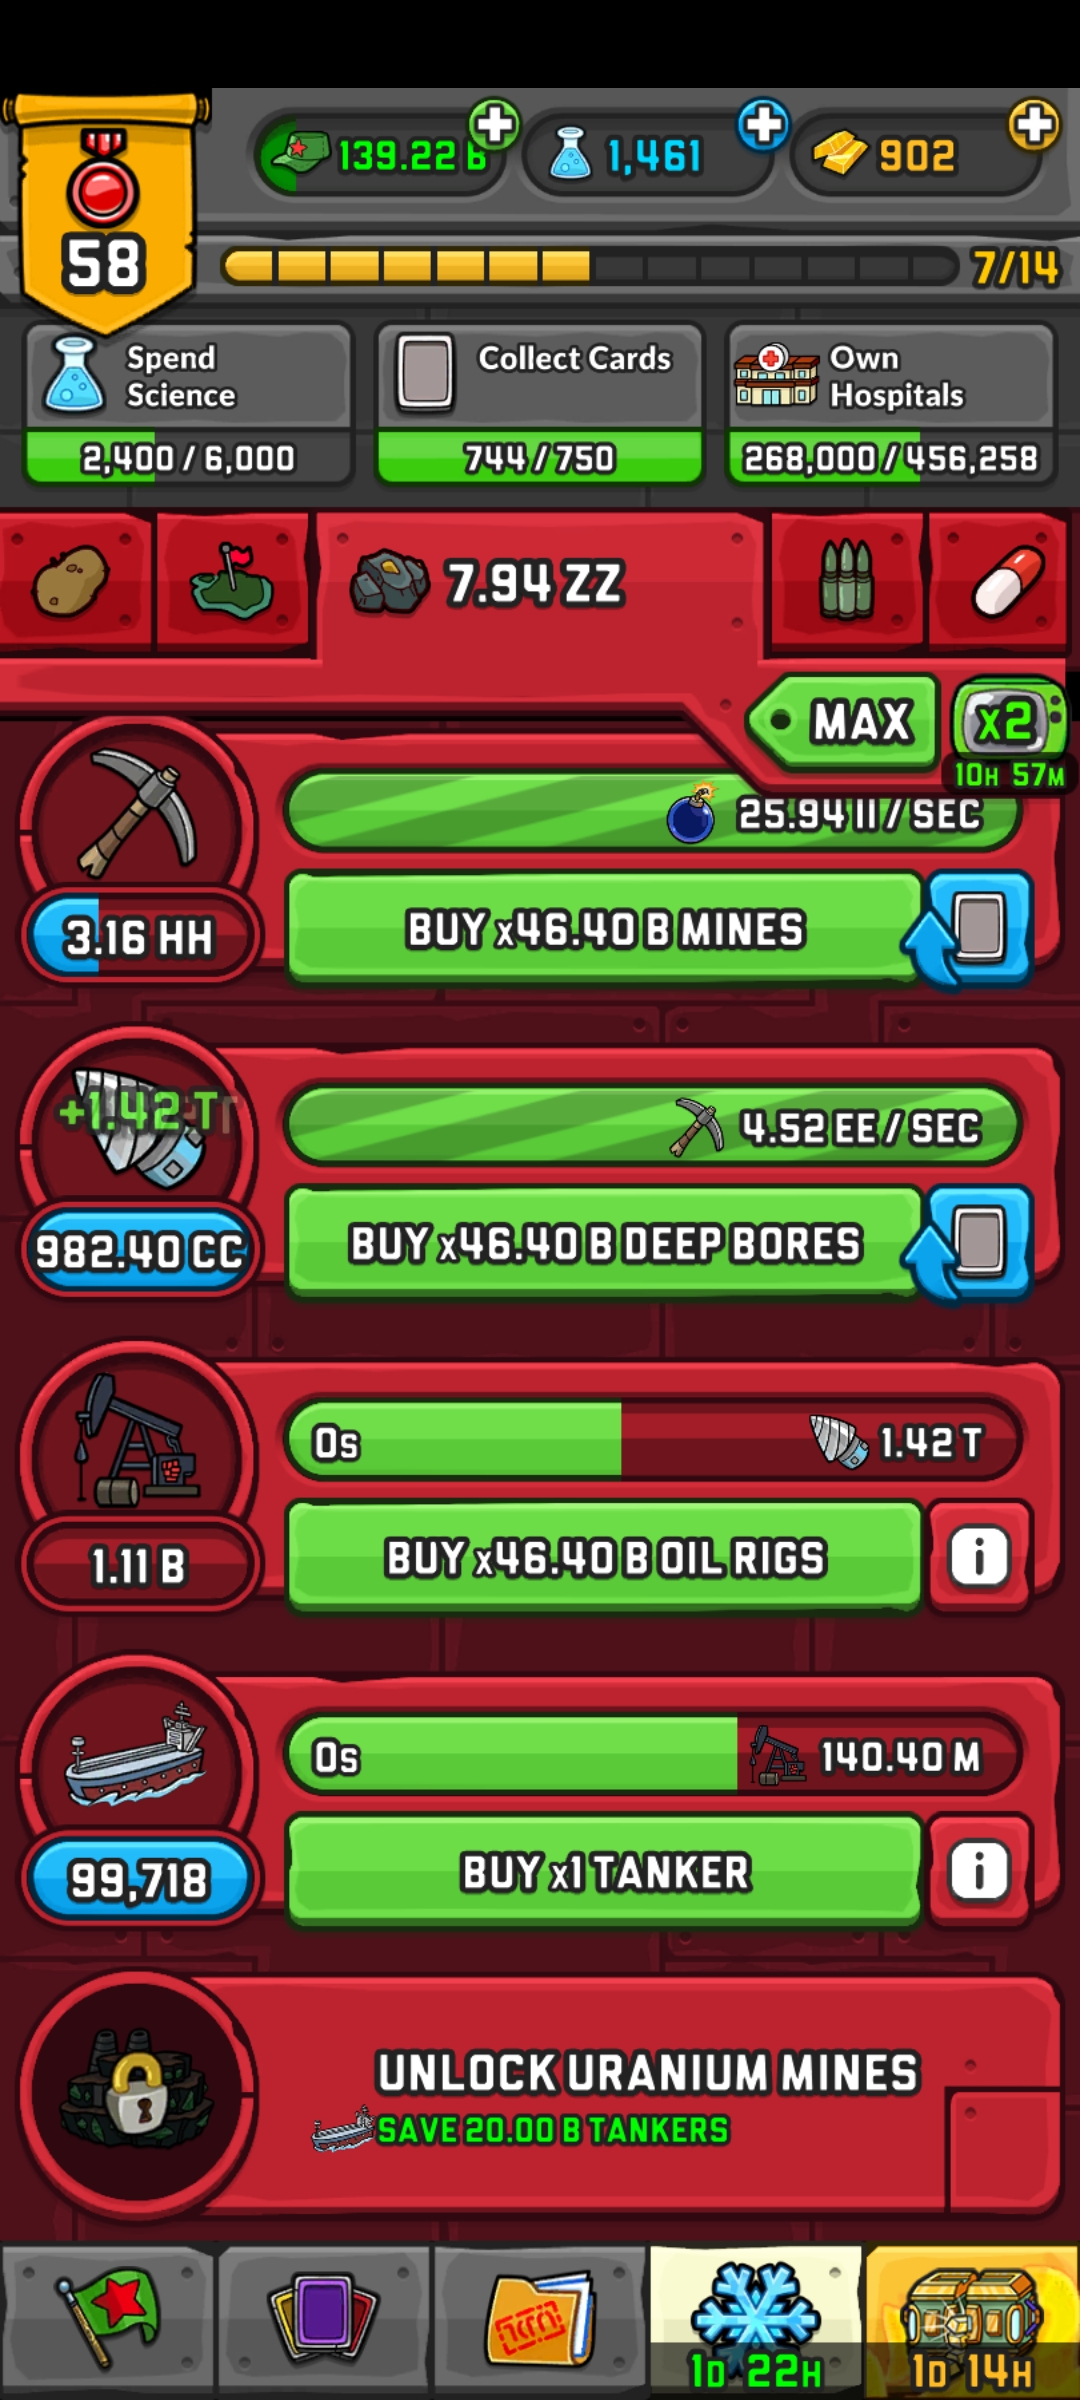 58
139.22 B
1,461
902
7/14
Spend
Science
2,400 / 6,000
Collect Cards
744 / 750
Own
Hospitals
268,000 / 456,258
7.94 ZZ
MAX
x2
10H 57M
25.94 II / SEC
3.16 HH
BUY x46.40 B MINES
+1.42 T
4.52 EE / SEC
982.40 CC
BUY x46.40 B DEEP BORES
0s
1.42 T
1.11 B
BUY x46.40 B OIL RIGS
i
0s
140.40 M
99,718
BUY x1 TANKER
i
UNLOCK URANIUM MINES
SAVE 20.00 B TANKERS
1D 22H
1D 14H